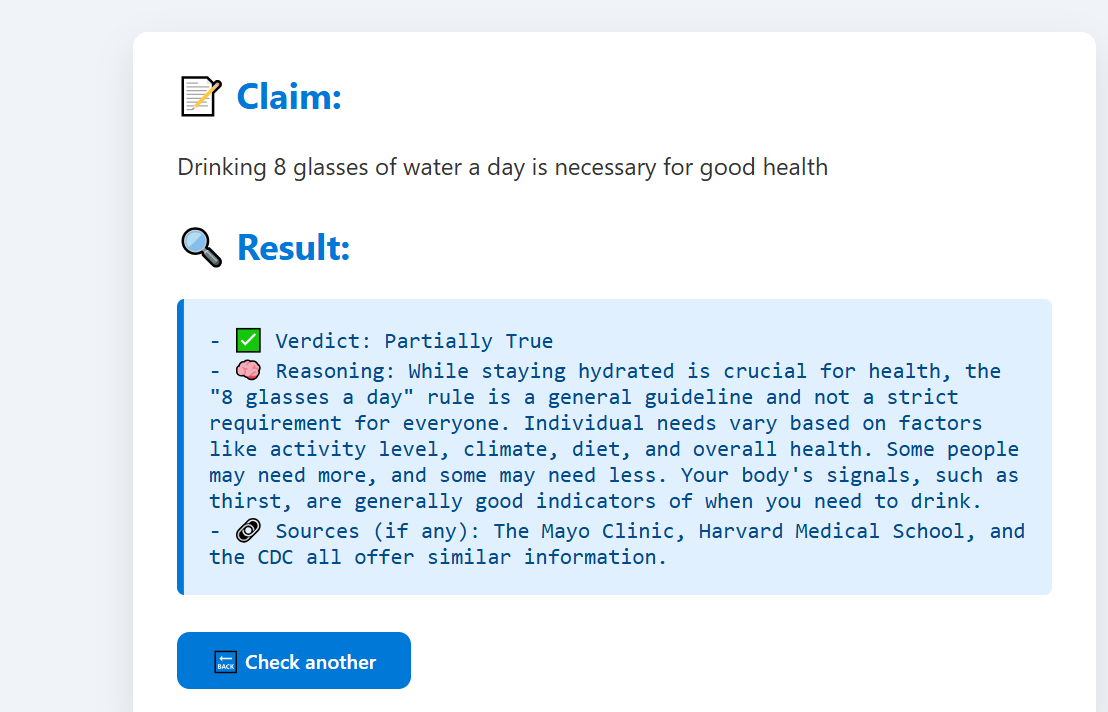 📝 Claim:
Drinking 8 glasses of water a day is necessary for good health
🔍 Result:
- ✅ Verdict: Partially True
- 🧠 Reasoning: While staying hydrated is crucial for health, the
"8 glasses a day" rule is a general guideline and not a strict
requirement for everyone. Individual needs vary based on factors
like activity level, climate, diet, and overall health. Some people
may need more, and some may need less. Your body's signals, such as
thirst, are generally good indicators of when you need to drink.
- 🔗 Sources (if any): The Mayo Clinic, Harvard Medical School, and
the CDC all offer similar information.
🔙 Check another